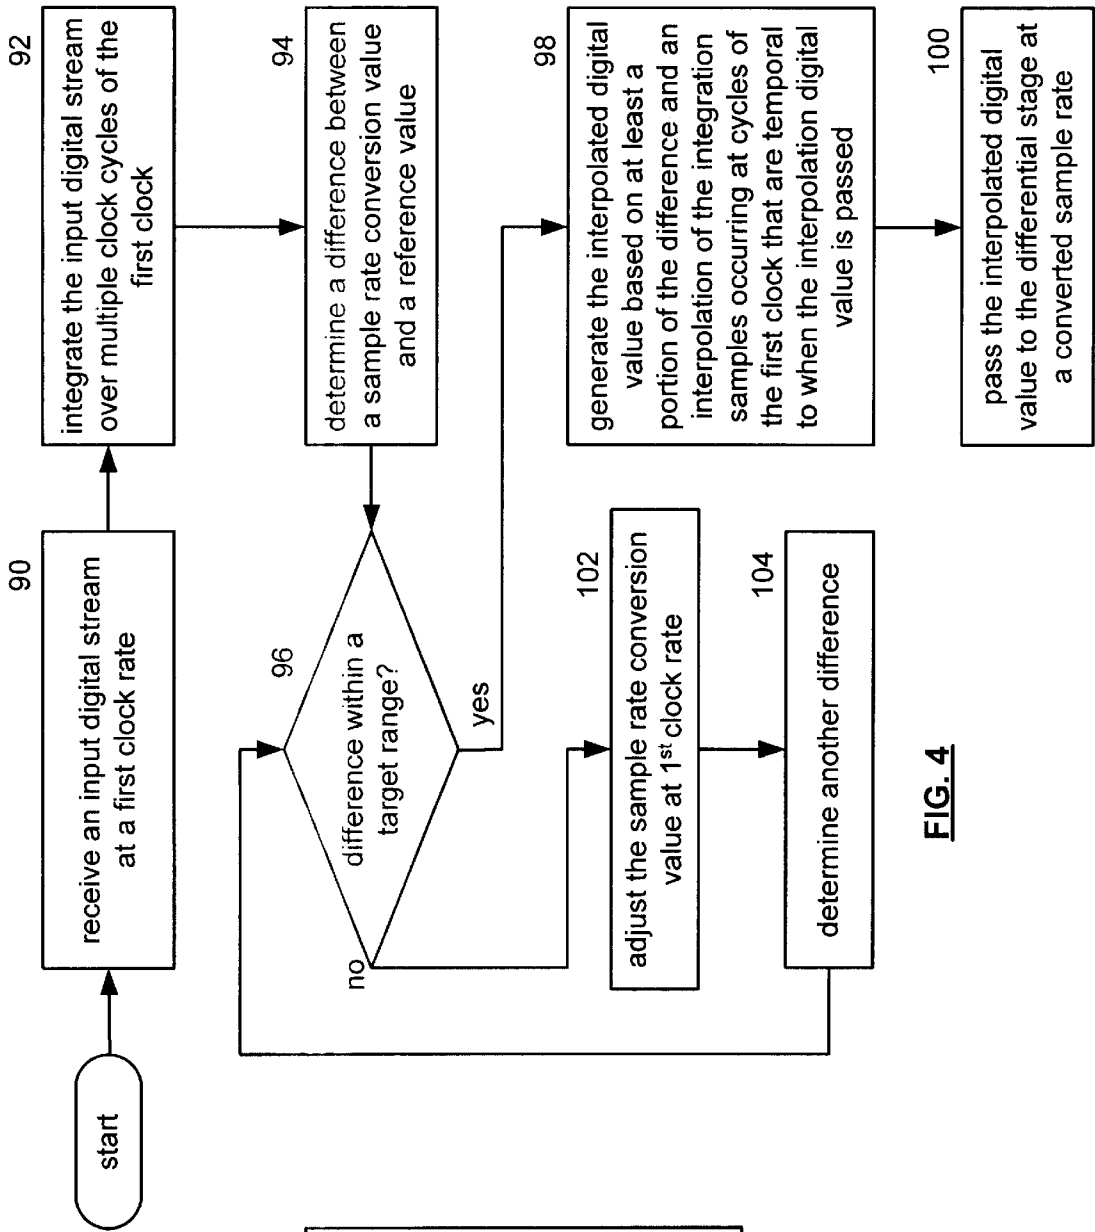 start
90
receive an input digital stream
at a first clock rate
92
integrate the input digital stream
over multiple clock cycles of the
first clock
94
determine a difference between
a sample rate conversion value
and a reference value
96
difference within a
target range?
no
yes
98
generate the interpolated digital
value based on at least a
portion of the difference and an
interpolation of the integration
samples occurring at cycles of
the first clock that are temporal
to when the interpolation digital
value is passed
100
pass the interpolated digital
value to the differential stage at
a converted sample rate
102
adjust the sample rate conversion
value at 1st clock rate
104
determine another difference
FIG. 4